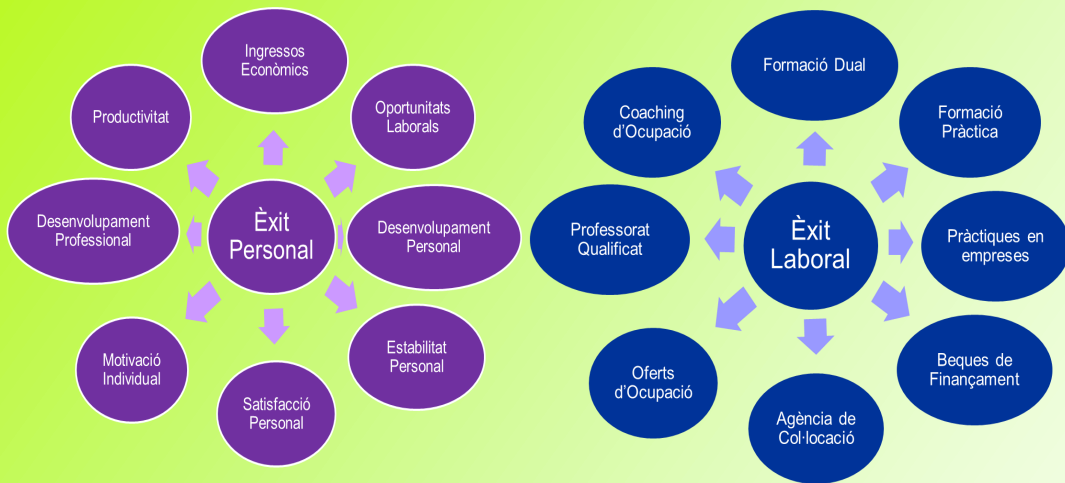 Èxit
Personal
Ingressos
Econòmics
Oportunitats
Laborals
Desenvolupament
Personal
Estabilitat
Personal
Satisfacció
Personal
Motivació
Individual
Desenvolupament
Professional
Productivitat
Èxit
Laboral
Formació Dual
Formació
Pràctica
Pràctiques en
empreses
Beques de
Finançament
Agència de
Col·locació
Oferts
d'Ocupació
Professorat
Qualificat
Coaching
d'Ocupació